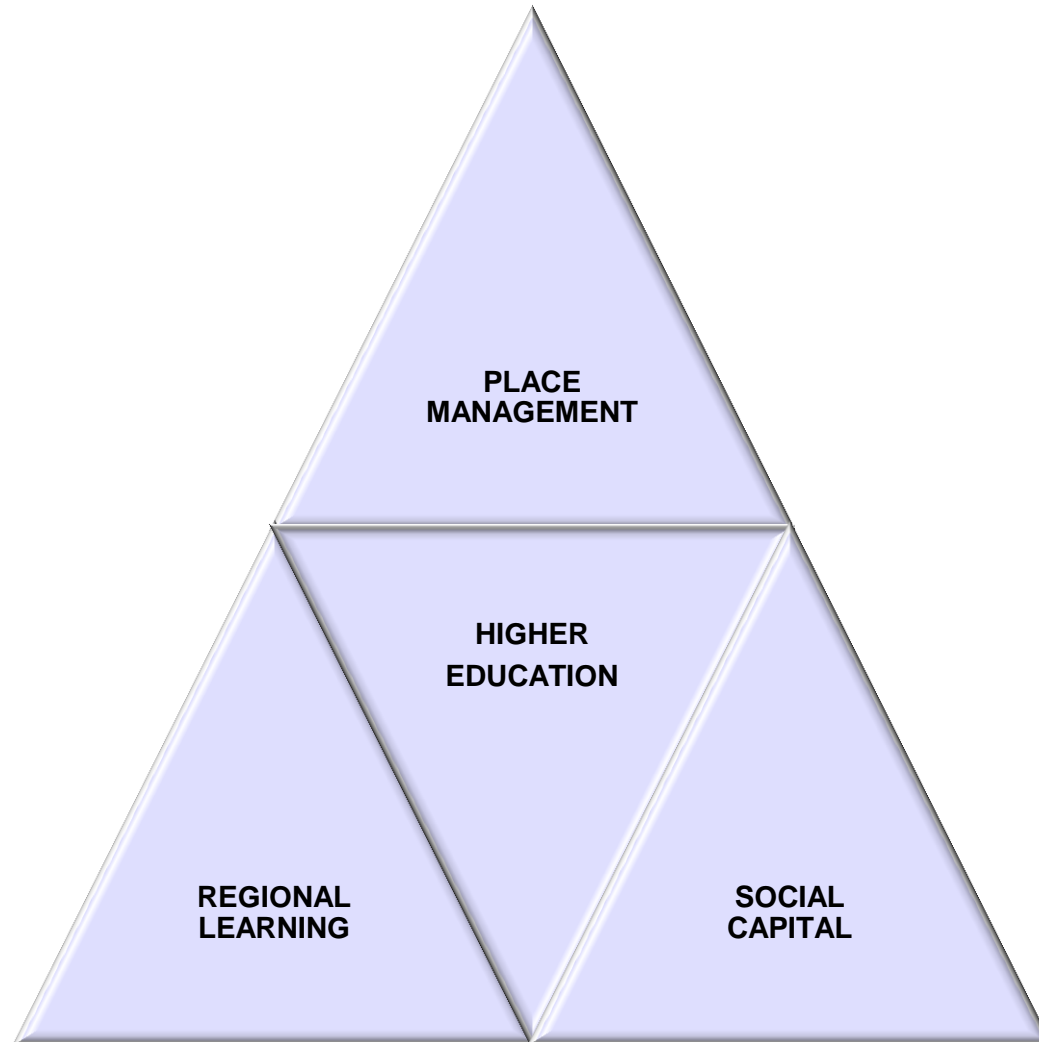 PLACE
MANAGEMENT
HIGHER
EDUCATION
REGIONAL
LEARNING
SOCIAL
CAPITAL